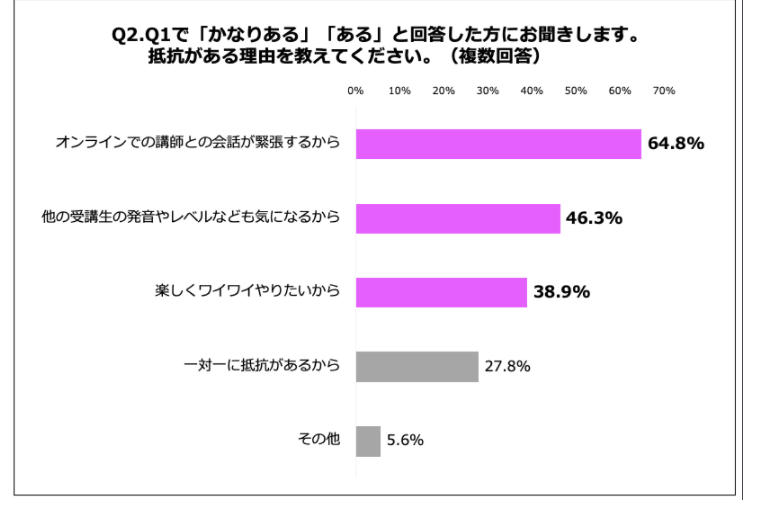 Q2.Q1で「かなりある」「ある」と回答した方にお聞きします。
抵抗がある理由を教えてください。（複数回答）
0% 10% 20% 30% 40% 50% 60% 70%
オンラインでの講師との会話が緊張するから 64.8%
他の受講生の発音やレベルなども気になるから 46.3%
楽しくワイワイやりたいから 38.9%
一対一に抵抗があるから 27.8%
その他 5.6%